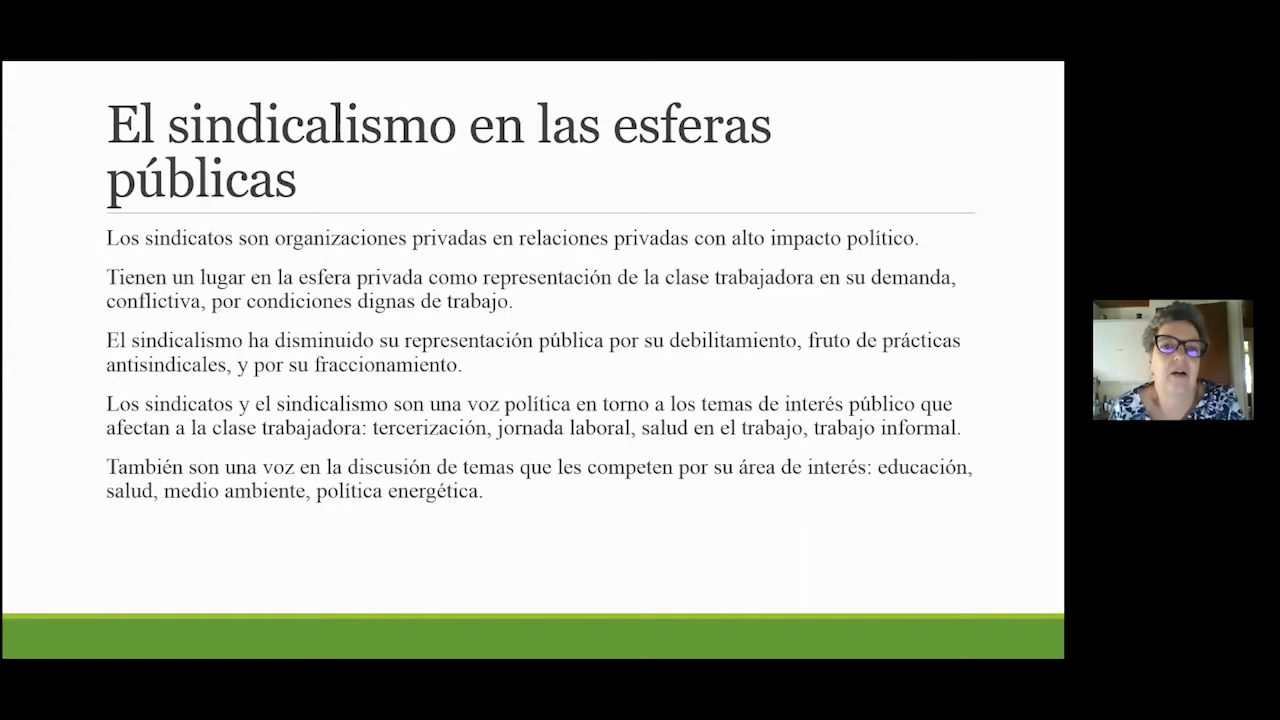 El sindicalismo en las esferas
públicas
Los sindicatos son organizaciones privadas en relaciones privadas con alto impacto político.
Tienen un lugar en la esfera privada como representación de la clase trabajadora en su demanda,
conflictiva, por condiciones dignas de trabajo.
El sindicalismo ha disminuido su representación pública por su debilitamiento, fruto de prácticas
antisindicales, y por su fraccionamiento.
Los sindicatos y el sindicalismo son una voz política en torno a los temas de interés público que
afectan a la clase trabajadora: tercerización, jornada laboral, salud en el trabajo, trabajo informal.
También son una voz en la discusión de temas que les competen por su área de interés: educación,
salud, medio ambiente, política energética.